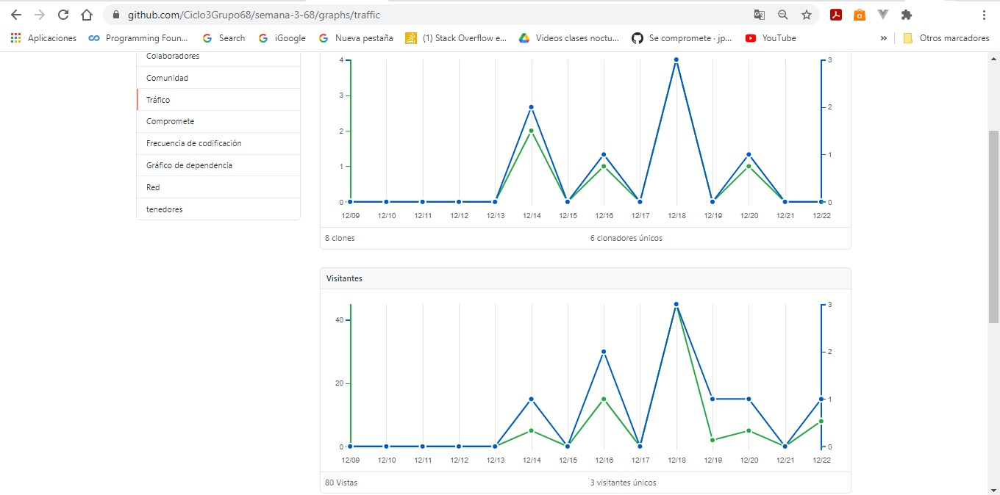 github.com/Ciclo3Grupo68/semana-3-68/graphs/traffic
Aplicaciones Programming Foun... Search iGoogle Nueva pestaña (1) Stack Overflow e... Videos clases noctu... Se compromete · jp... YouTube » Otros marcadores
Colaboradores
Comunidad
Tráfico
Compromete
Frecuencia de codificación
Gráfico de dependencia
Red
tenedores
4 3
3
2 2
1 1
0 0
12/09 12/10 12/11 12/12 12/13 12/14 12/15 12/16 12/17 12/18 12/19 12/20 12/21 12/22
8 clones 6 clonadores únicos
Visitantes
3
40
2
20
1
0 0
12/09 12/10 12/11 12/12 12/13 12/14 12/15 12/16 12/17 12/18 12/19 12/20 12/21 12/22
80 Vistas 3 visitantes únicos